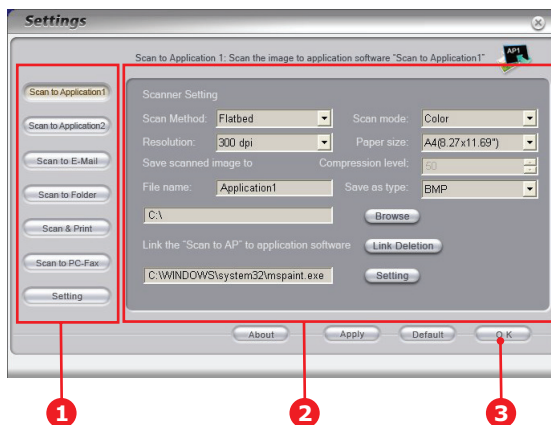 Settings
Scan to Application 1: Scan the image to application software "Scan to Application1"
AP1
Scan to Application1
Scan to Application2
Scan to E-Mail
Scan to Folder
Scan & Print
Scan to PC-Fax
Setting
Scanner Setting
Scan Method: Flatbed Scan mode: Color
Resolution: 300 dpi Paper size: A4(8.27x11.69")
Save scanned image to Compression level: 50
File name: Application1 Save as type: BMP
C:\ Browse
Link the "Scan to AP" to application software Link Deletion
C:\WINDOWS\system32\mspaint.exe Setting
About Apply Default OK
1 2 3